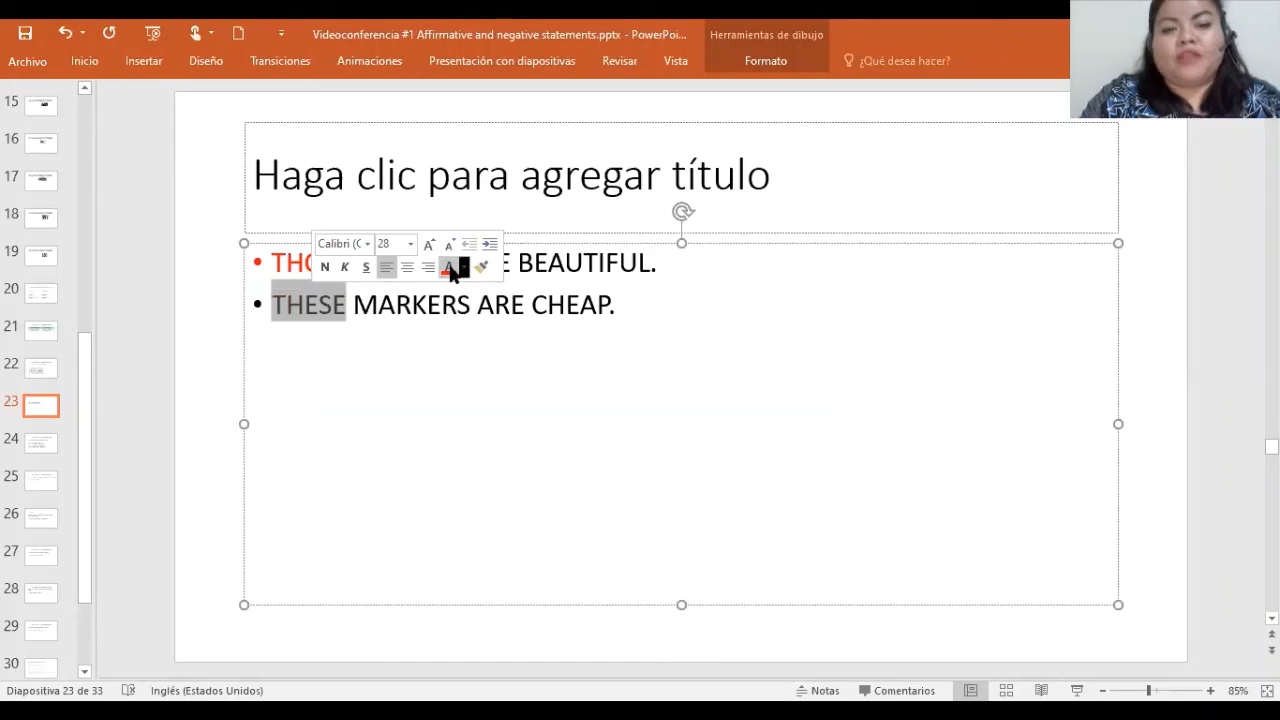 Videoconferencia #1 Affirmative and negative statements.pptx - PowerPoi...
Herramientas de dibujo
Archivo Inicio Insertar Diseño Transiciones Animaciones Presentación con diapositivas Revisar Vista Formato ¿Qué desea hacer?
15
16
17
18
19
20
21
22
23
24
25
26
27
28
29
30
Haga clic para agregar título
Calibri (C 28
N K S A
• BEAUTIFUL.
• THESE MARKERS ARE CHEAP.
Diapositiva 23 de 33 Inglés (Estados Unidos) Notas Comentarios 85%